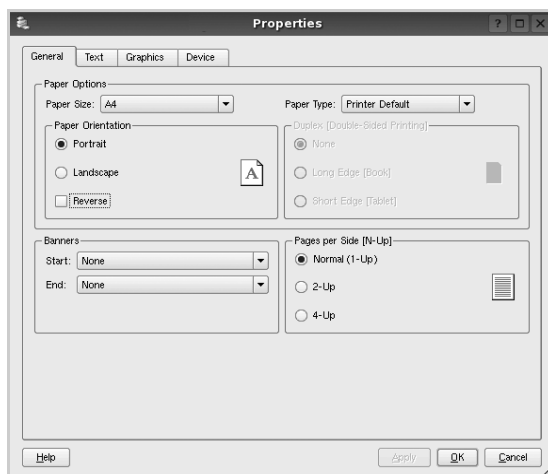 Properties
General Text Graphics Device
Paper Options
Paper Size: A4 Paper Type: Printer Default
Paper Orientation Duplex [Double-Sided Printing]
Portrait None
A
Landscape Long Edge [Book]
Reverse Short Edge [Tablet]
Banners Pages per Side [N-Up]
Start: None Normal (1-Up)
End: None 2-Up
4-Up
Help Apply OK Cancel